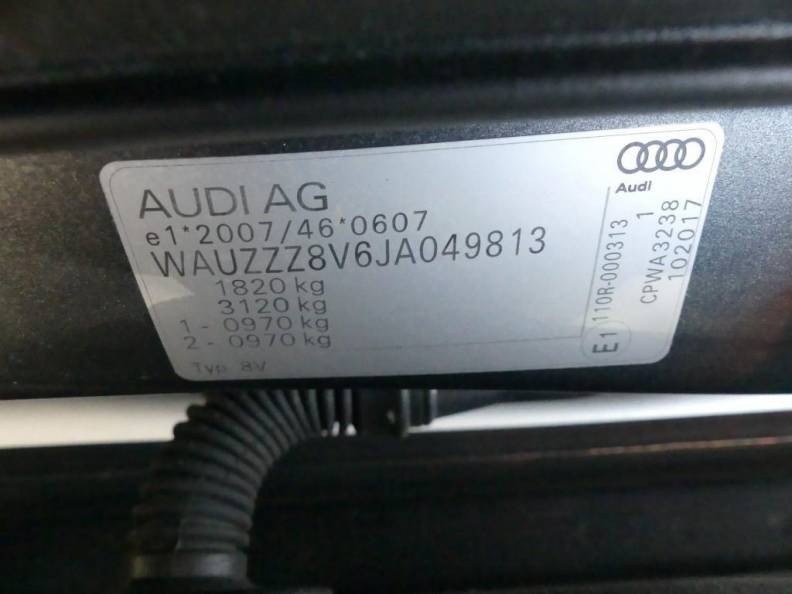 AUDI AG
e1*2007/46*0607
WAUZZZ8V6JA049813
1820 kg
3120 kg
1 - 0970 kg
2 - 0970 kg
Typ 8V
Audi
E1 110R-000313
1
CPWA3238
102017